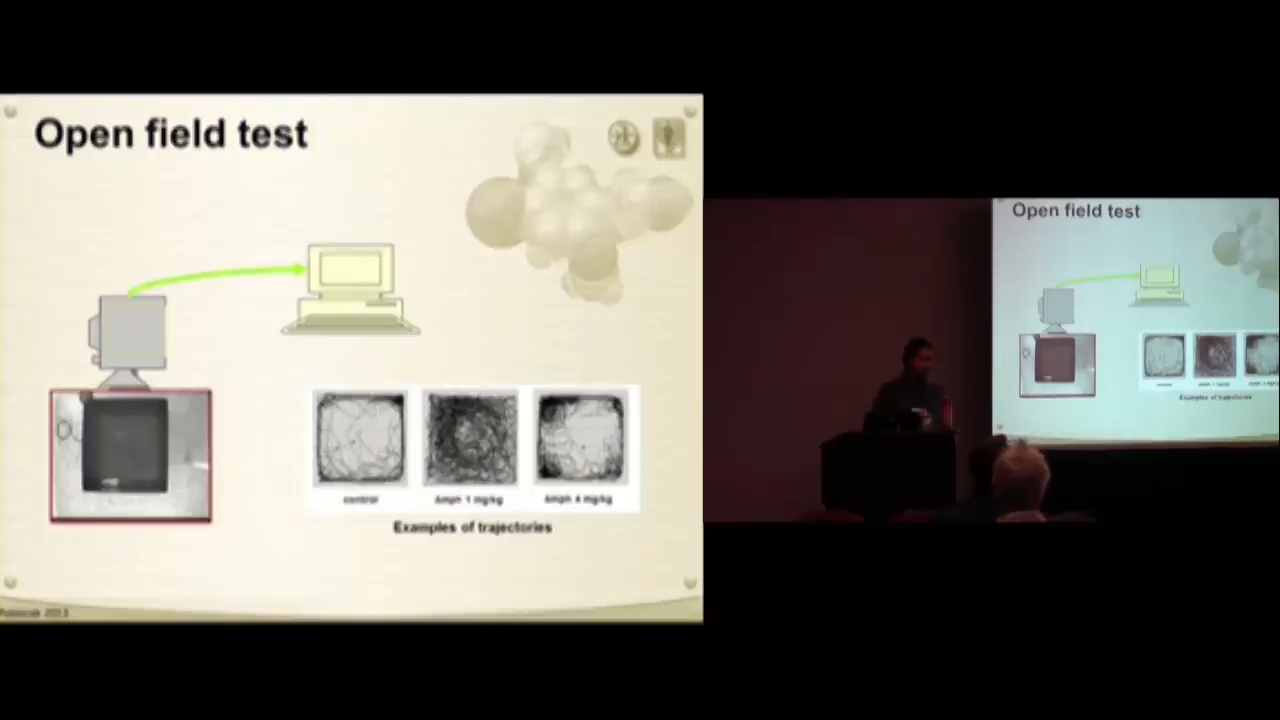 Open field test
control
Amph 1 mg/kg
Amph 4 mg/kg
Examples of trajectories
Open field test
Examples of trajectories